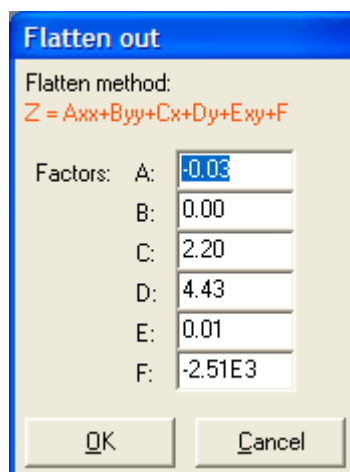 Flatten out
Flatten method:
Z = Axx+Byy+Cx+Dy+Exy+F
Factors: A: -0.03
B: 0.00
C: 2.20
D: 4.43
E: 0.01
F: -2.51E3
OK Cancel